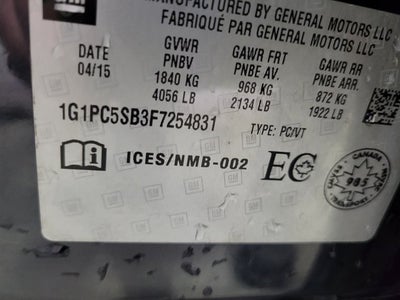 MANUFACTURED BY GENERAL MOTORS LLC
FABRIQUÉ PAR GENERAL MOTORS LLC
DATE GVWR GAWR FRT GAWR RR
04/15 PNBV PNBE AV. PNBE ARR.
1840 KG 968 KG 872 KG
4056 LB 2134 LB 1922 LB
1G1PC5SB3F7254831 TYPE: PC/VT
ICES/NMB-002 EC
CANADA
985
TRANSPORT